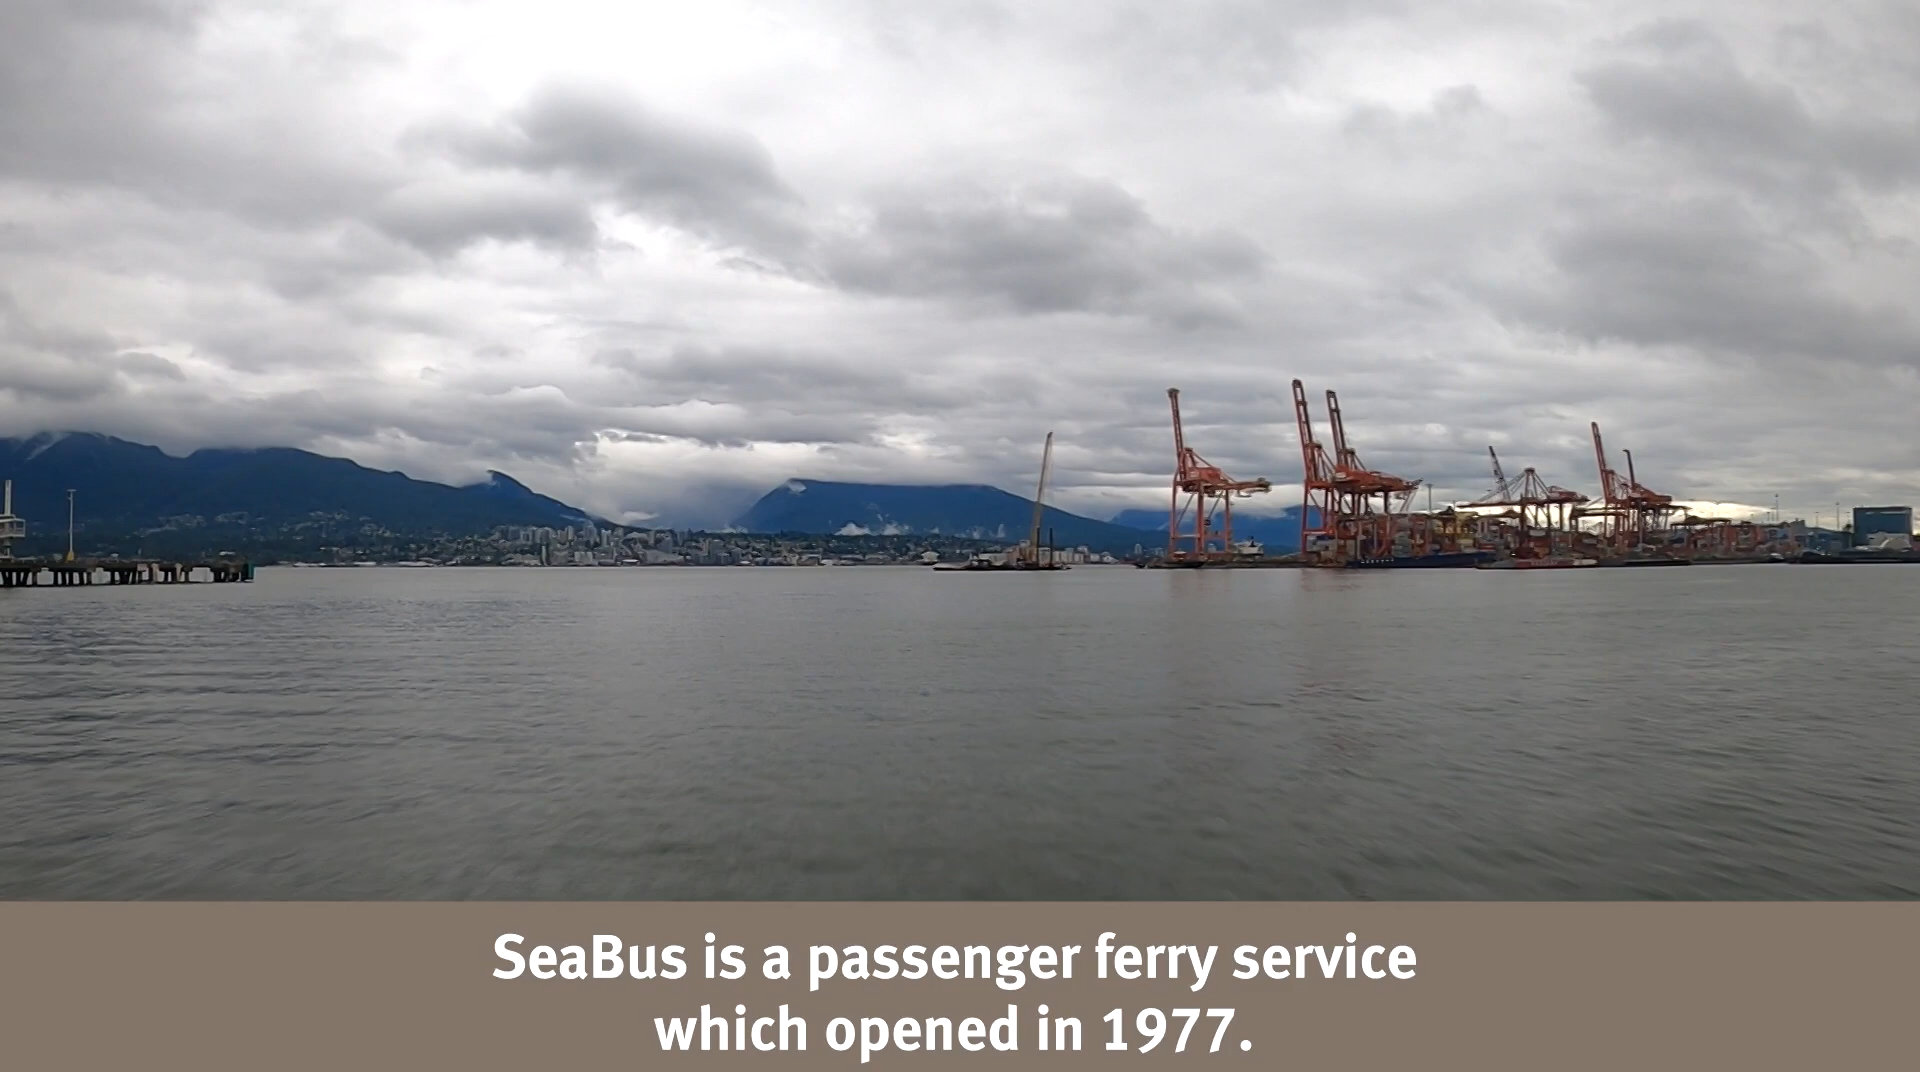 SeaBus is a passenger ferry service
which opened in 1977.